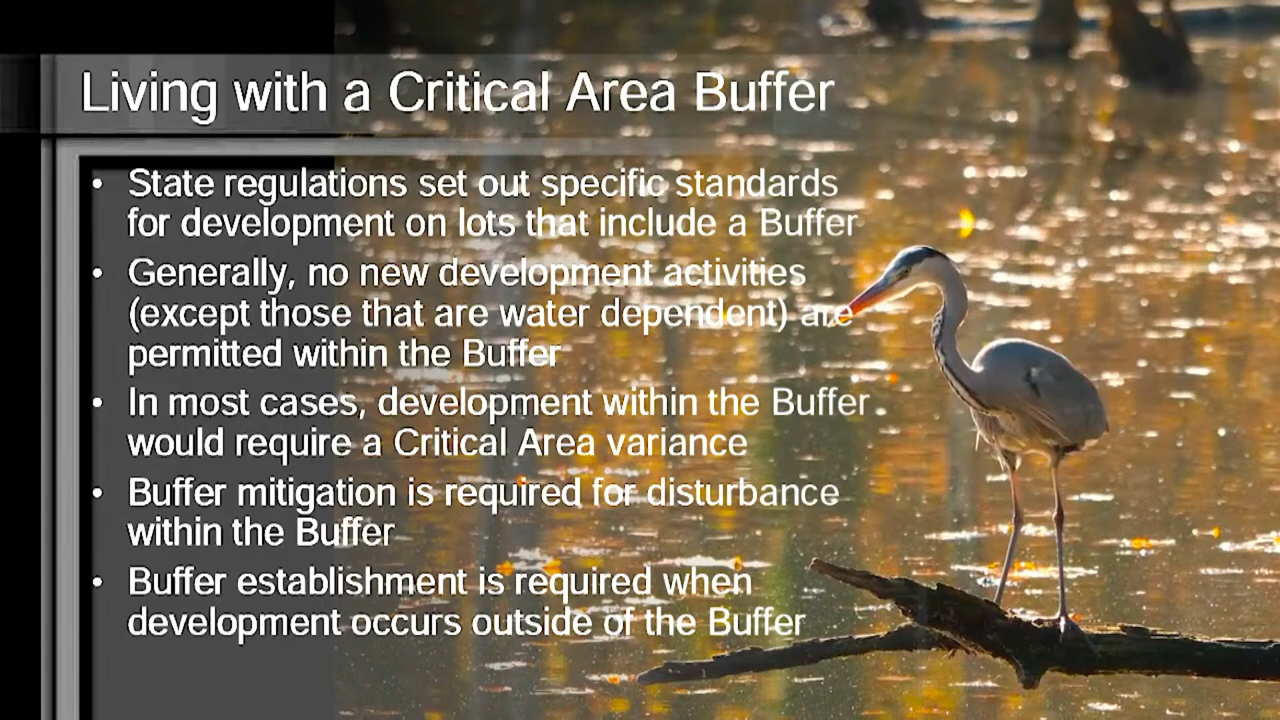 Living with a Critical Area Buffer
• State regulations set out specific standards
for development on lots that include a Buffer
• Generally, no new development activities
(except those that are water dependent) are
permitted within the Buffer
• In most cases, development within the Buffer
would require a Critical Area variance
• Buffer mitigation is required for disturbance
within the Buffer
• Buffer establishment is required when
development occurs outside of the Buffer